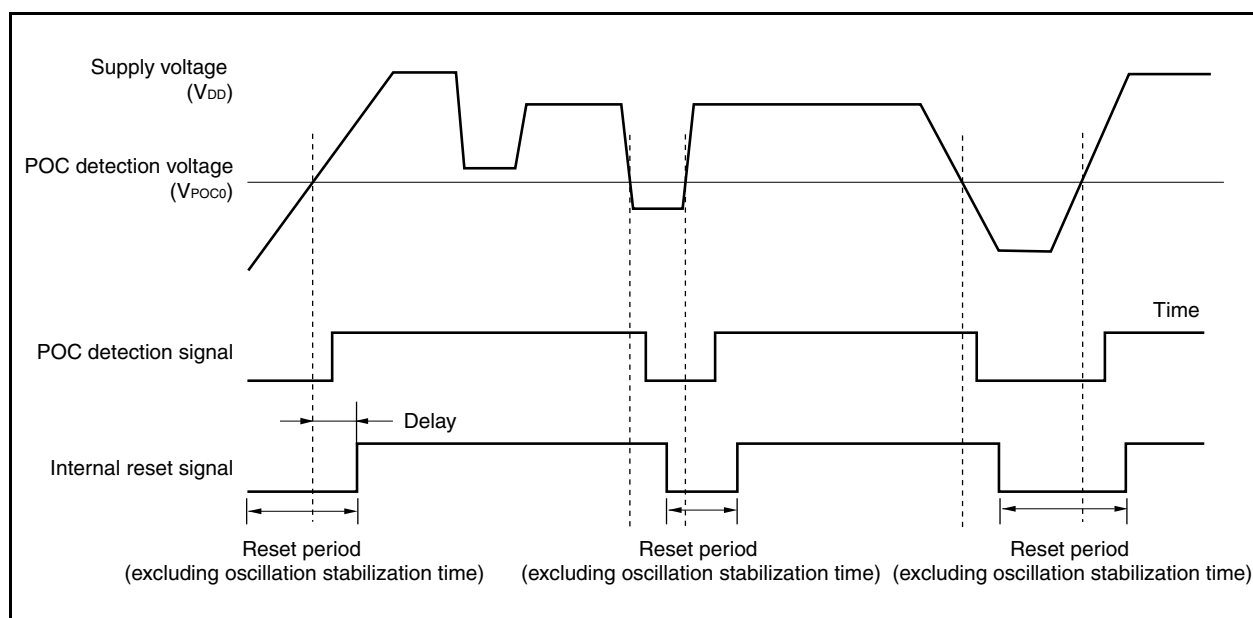 Supply voltage
(VDD)
POC detection voltage
(VPOC0)
Time
POC detection signal
Delay
Internal reset signal
Reset period
(excluding oscillation stabilization time)
Reset period
(excluding oscillation stabilization time)
Reset period
(excluding oscillation stabilization time)